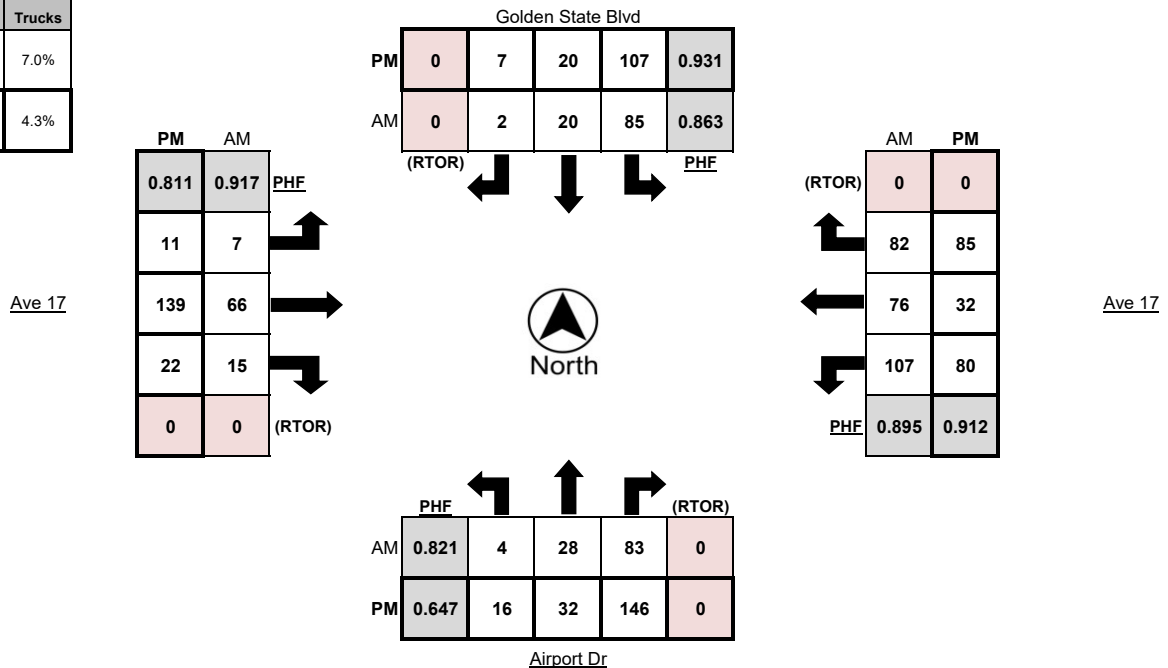 Trucks
7.0%
4.3%
Golden State Blvd
PM 0 7 20 107 0.931
AM 0 2 20 85 0.863
(RTOR) PHF
PM AM
0.811 0.917 PHF
11 7
139 66
22 15
0 0 (RTOR)
Ave 17
North
AM PM
(RTOR) 0 0
82 85
76 32
107 80
PHF 0.895 0.912
Ave 17
PHF (RTOR)
AM 0.821 4 28 83 0
PM 0.647 16 32 146 0
Airport Dr